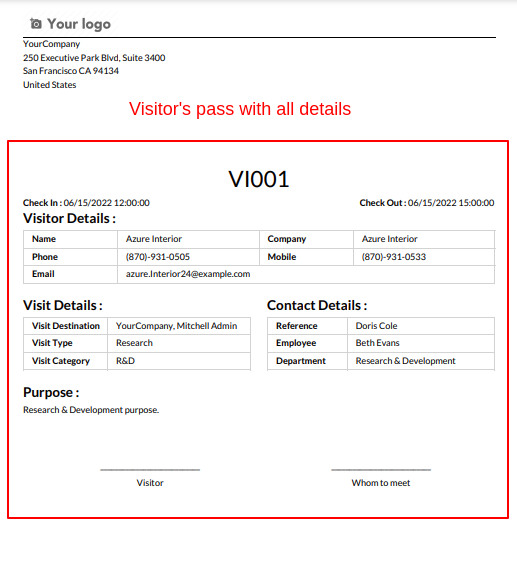 Your logo
YourCompany
250 Executive Park Blvd, Suite 3400
San Francisco CA 94134
United States
Visitor's pass with all details
VI001
Check In : 06/15/2022 12:00:00 Check Out : 06/15/2022 15:00:00
Visitor Details :
Name Azure Interior Company Azure Interior
Phone (870)-931-0505 Mobile (870)-931-0533
Email azure.Interior24@example.com
Visit Details :
Visit Destination YourCompany, Mitchell Admin
Visit Type Research
Visit Category R&D
Contact Details :
Reference Doris Cole
Employee Beth Evans
Department Research & Development
Purpose :
Research & Development purpose.
Visitor Whom to meet